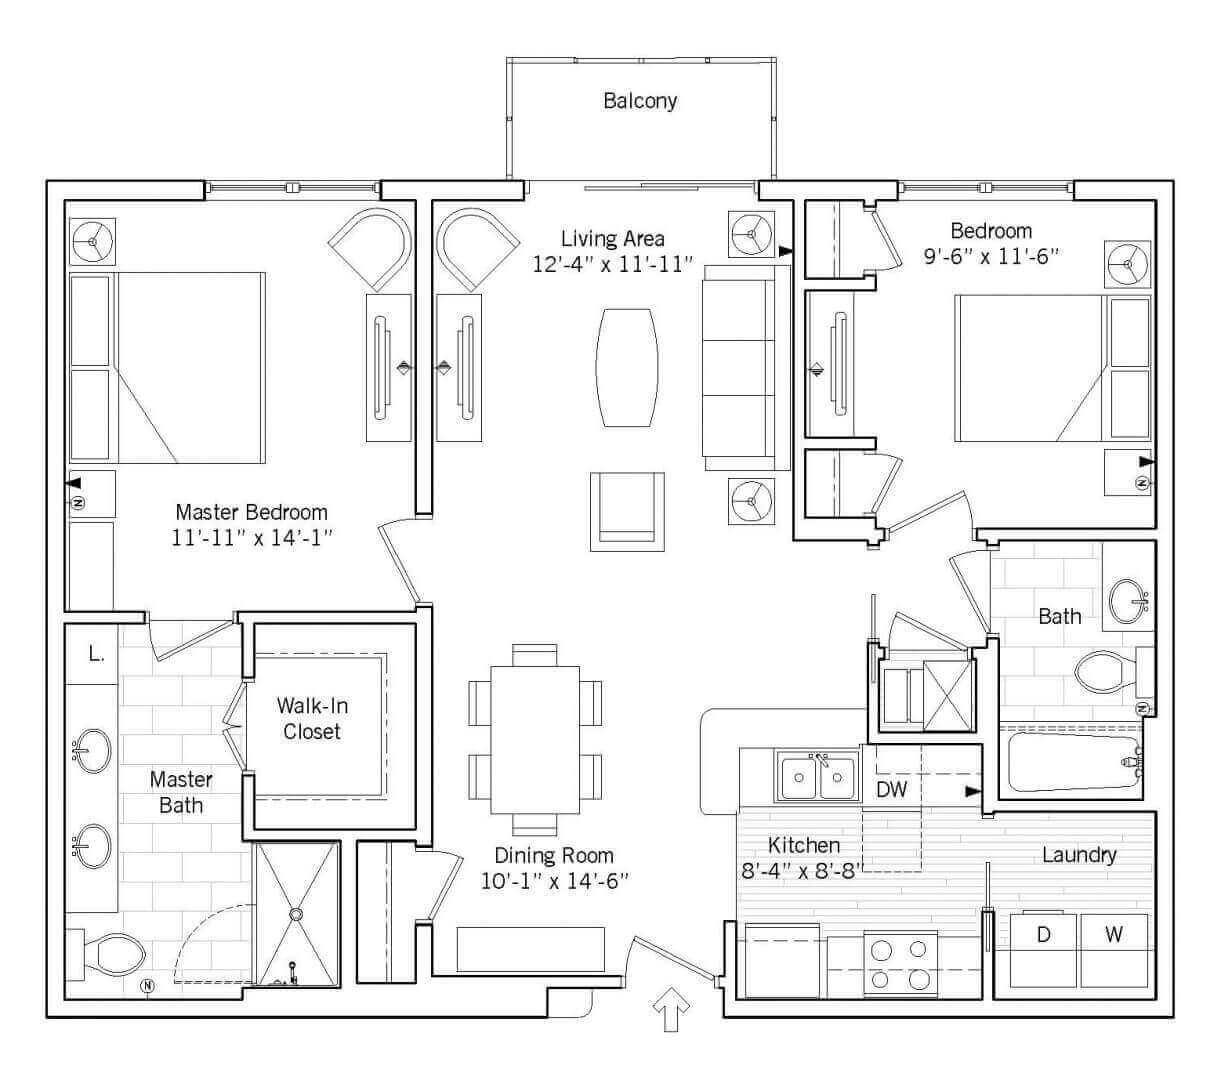 Balcony
Living Area
12'-4" x 11'-11"
Bedroom
9'-6" x 11'-6"
Master Bedroom
11'-11" x 14'-1"
N
N
Bath
L.
Walk-In
Closet
N
Master
Bath
DW
Kitchen
8'-4" x 8'-8"
Laundry
Dining Room
10'-1" x 14'-6"
D
W
N